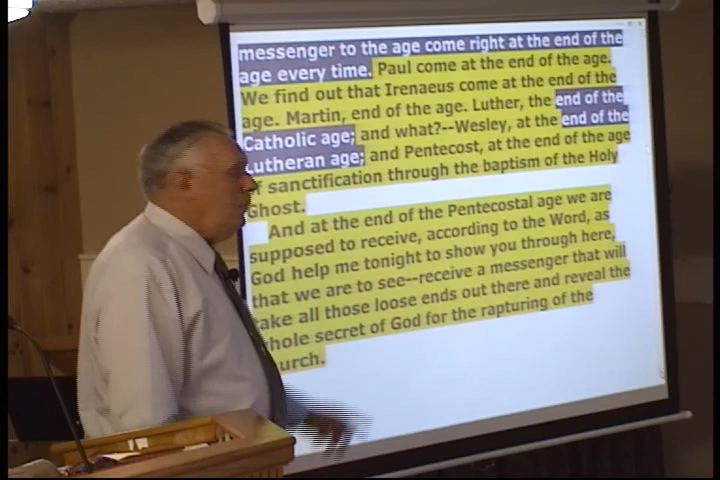 messenger to the age come right at the end of the
age every time. Paul come at the end of the age.
We find out that Irenaeus come at the end of the
age. Martin, end of the age. Luther, the end of the
Catholic age; and what?--Wesley, at the end of the
Lutheran age; and Pentecost, at the end of the age
of sanctification through the baptism of the Holy
Ghost.
And at the end of the Pentecostal age we are
supposed to receive, according to the Word, as
God help me tonight to show you through here,
that we are to see--receive a messenger that will
take all those loose ends out there and reveal the
whole secret of God for the rapturing of the
urch.